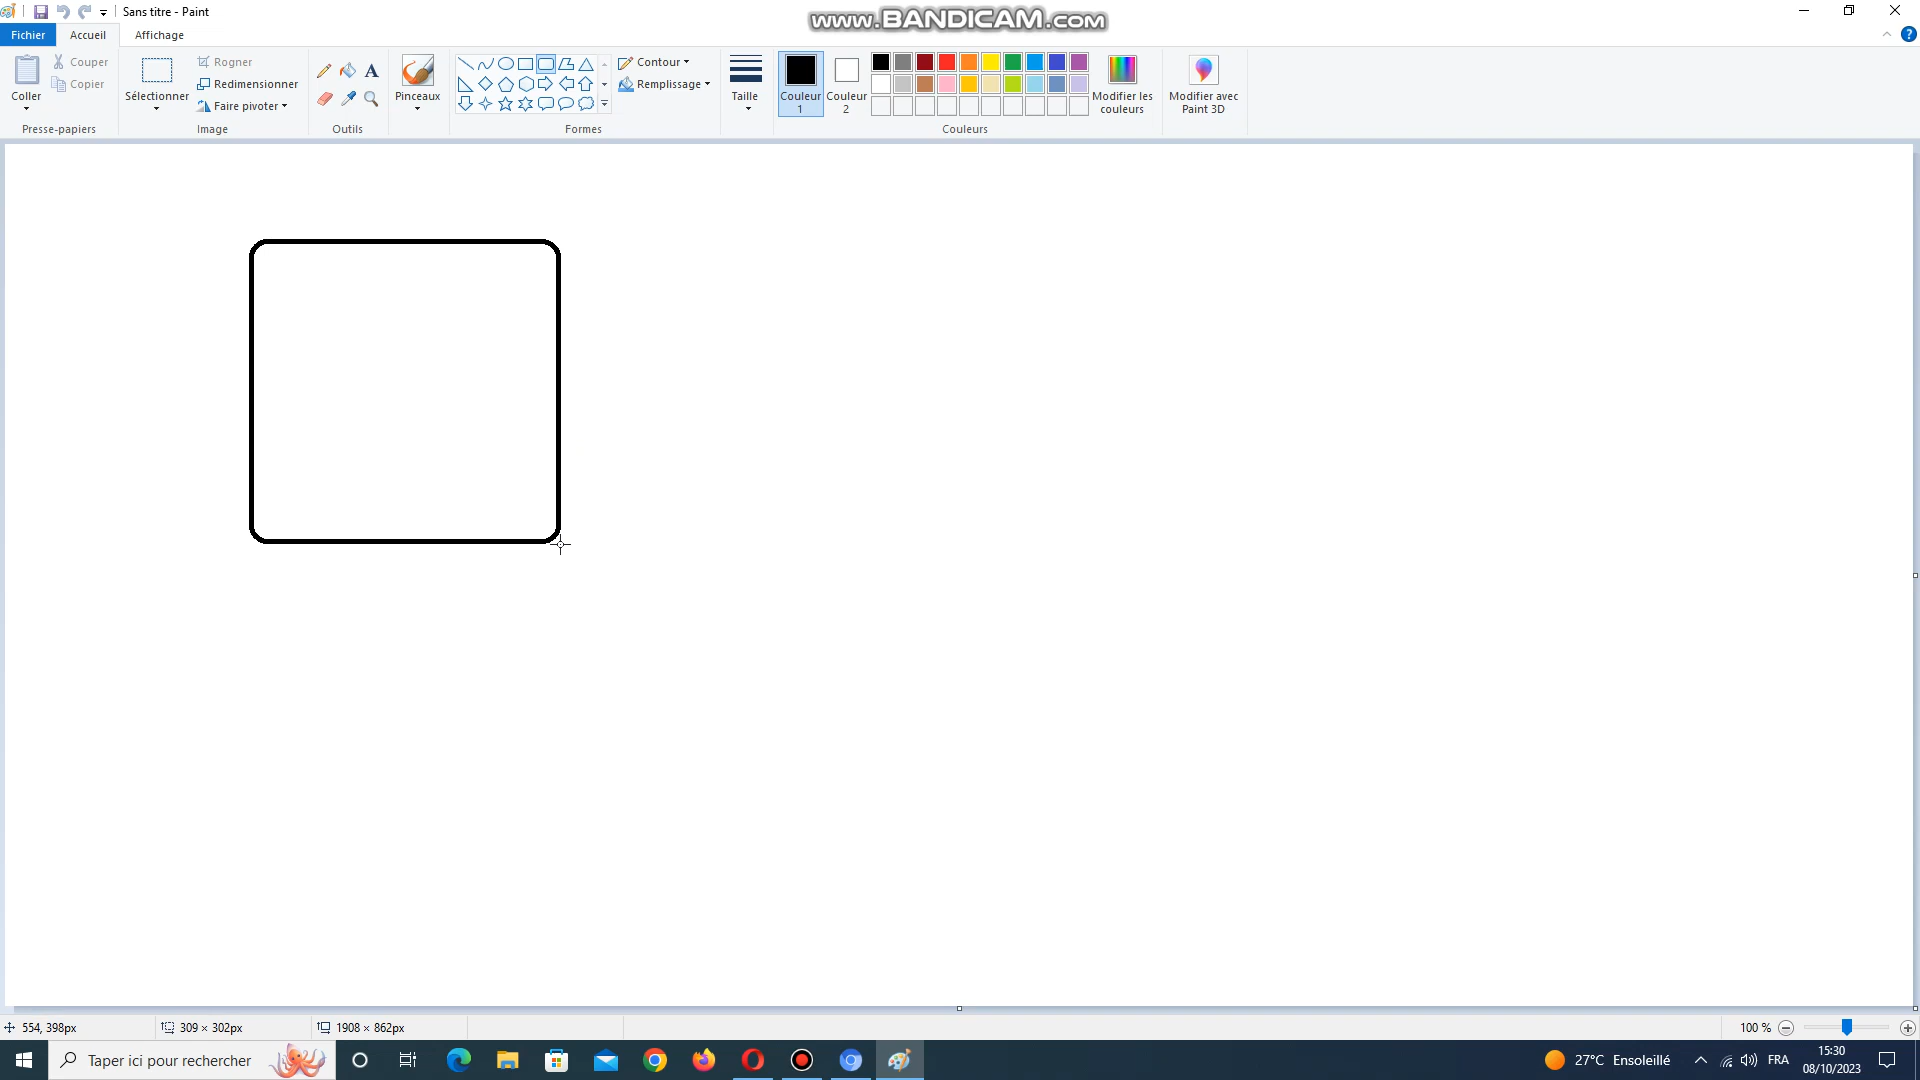 Sans titre - Paint
www.BANDICAM.com
Fichier
Accueil
Affichage
?
Coller
Couper
Copier
Presse-papiers
Sélectionner
Rogner
Redimensionner
Faire pivoter
Image
A
Outils
Pinceaux
Contour
Remplissage
Formes
Taille
Couleur 1
Couleur 2
Couleurs
Modifier les couleurs
Modifier avec Paint 3D
554, 398px
309 × 302px
1908 × 862px
100 %
Taper ici pour rechercher
27°C Ensoleillé
FRA
15:30
08/10/2023